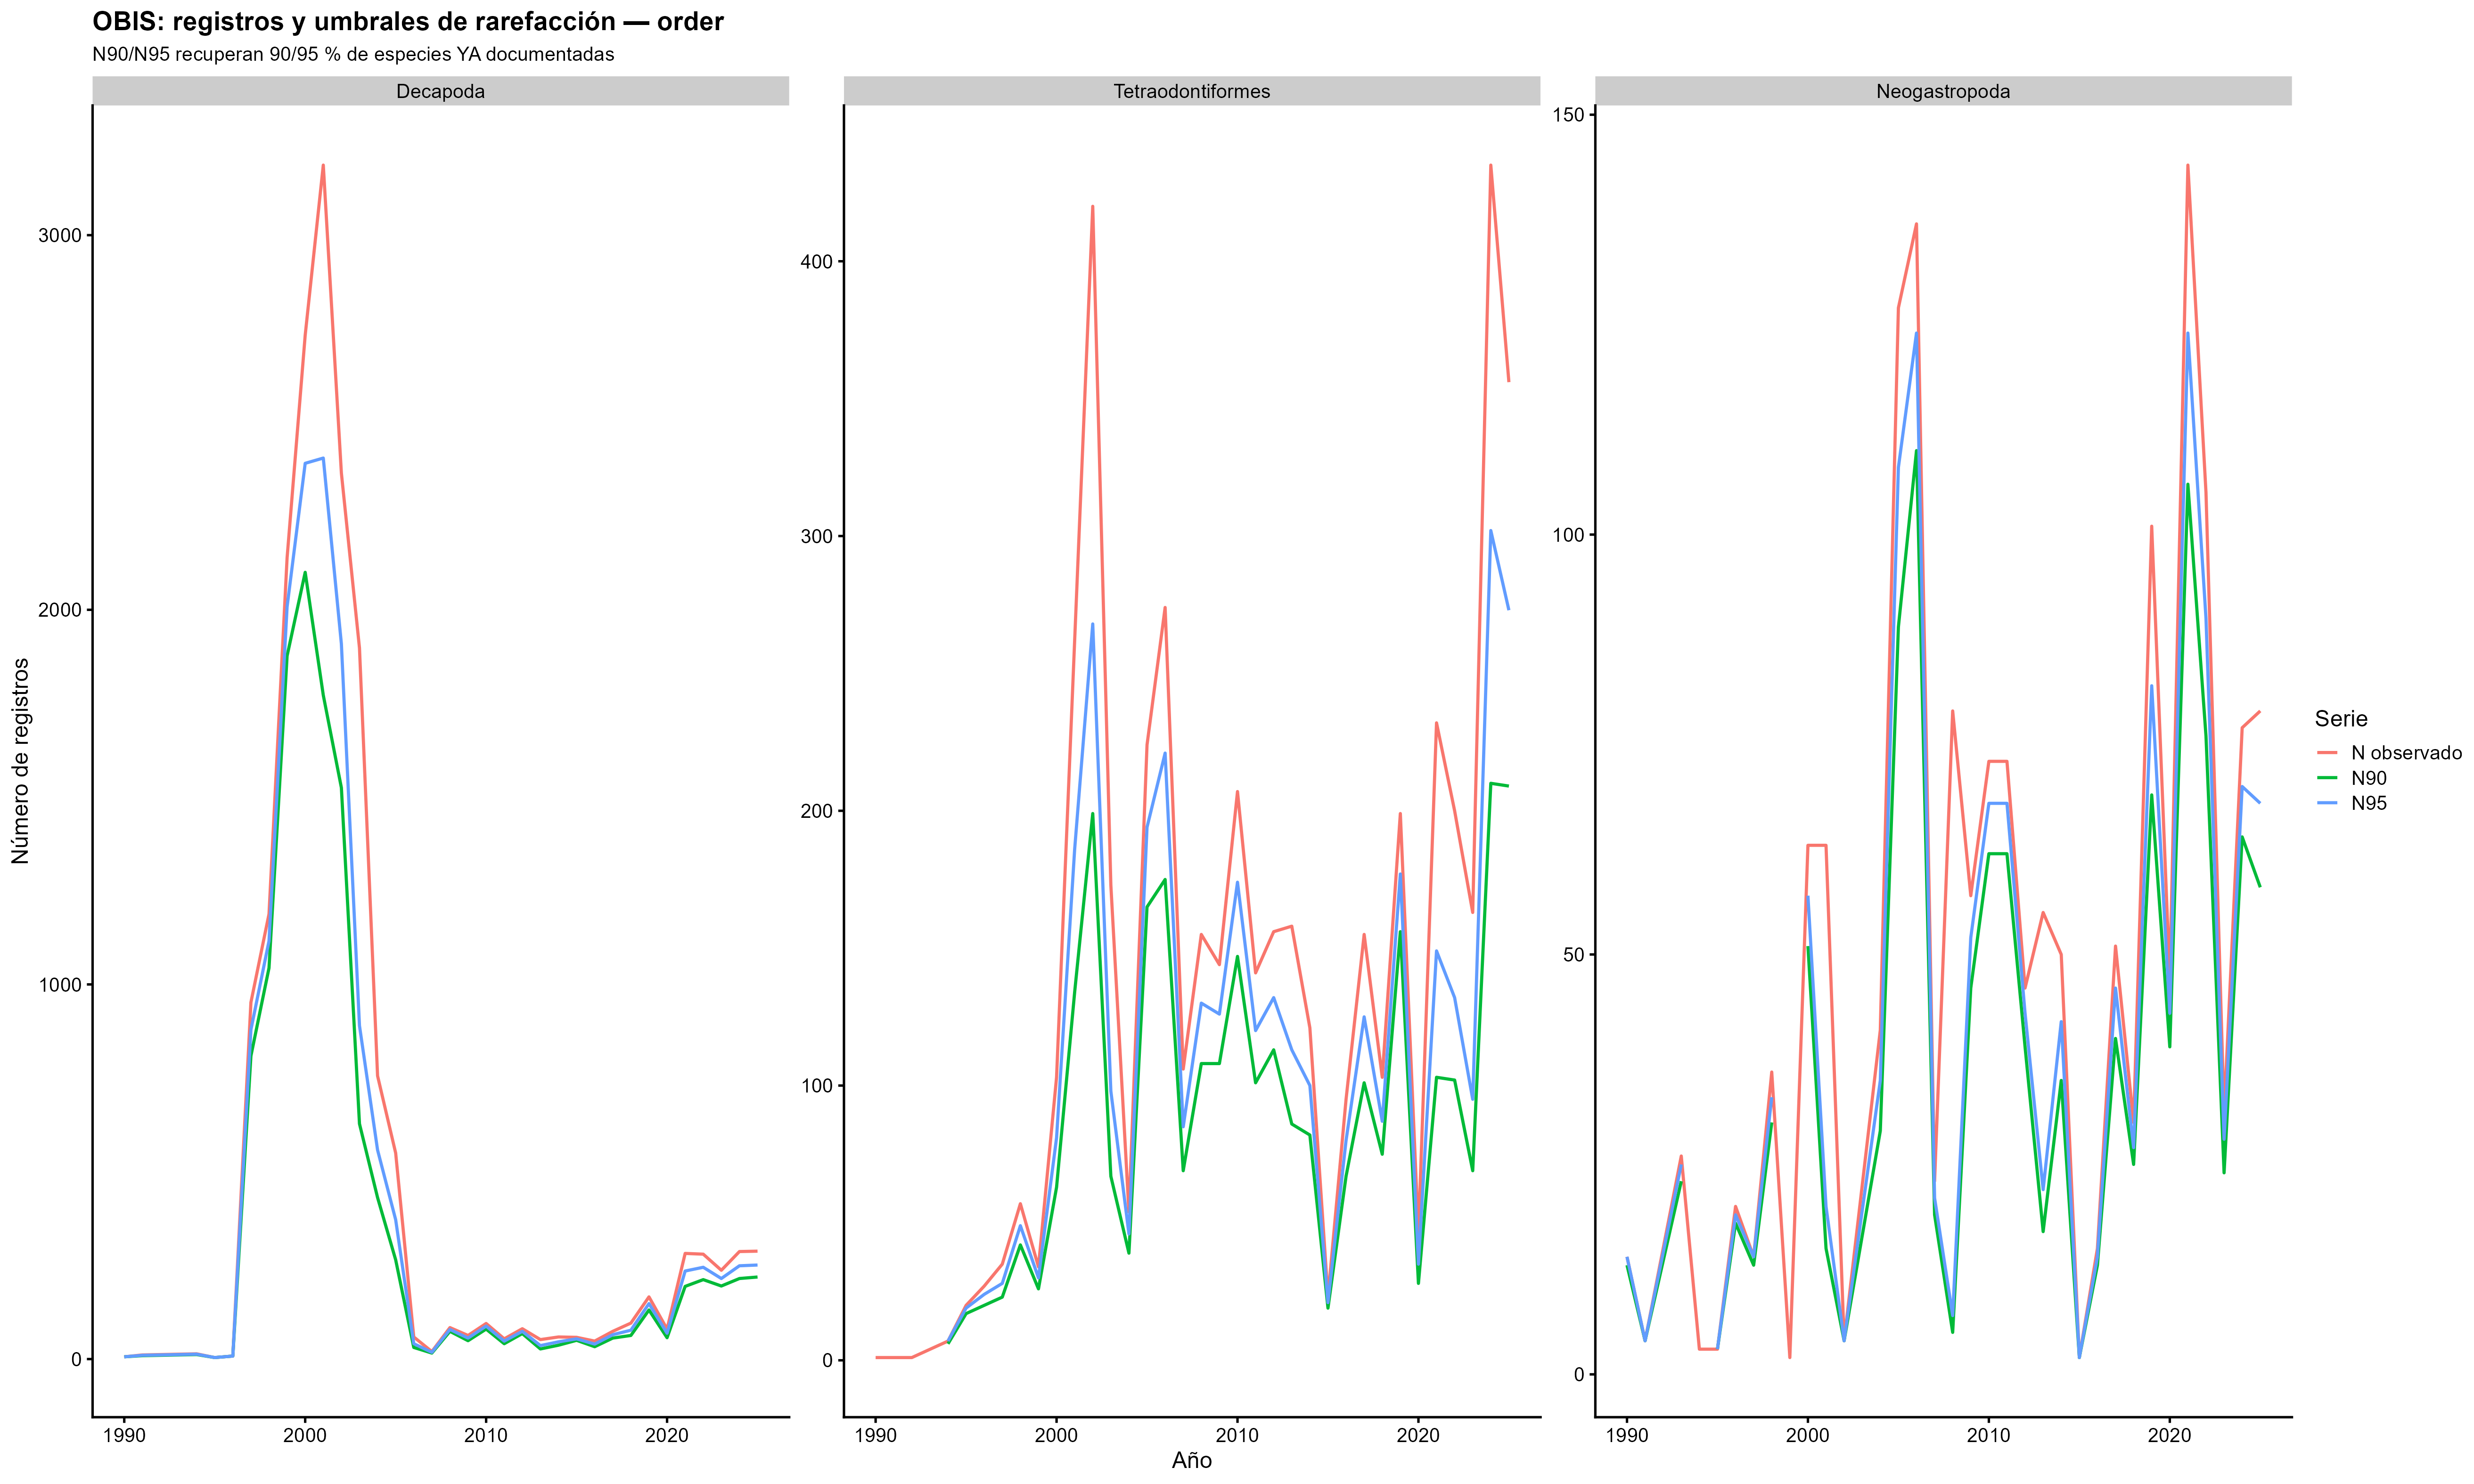 OBIS: registros y umbrales de rarefacción — order
N90/N95 recuperan 90/95 % de especies YA documentadas
Decapoda
Tetraodontiformes
Neogastropoda
Número de registros
3000
2000
1000
0
400
300
200
100
0
150
100
50
0
1990
2000
2010
2020
1990
2000
2010
2020
1990
2000
2010
2020
Año
Serie
N observado
N90
N95